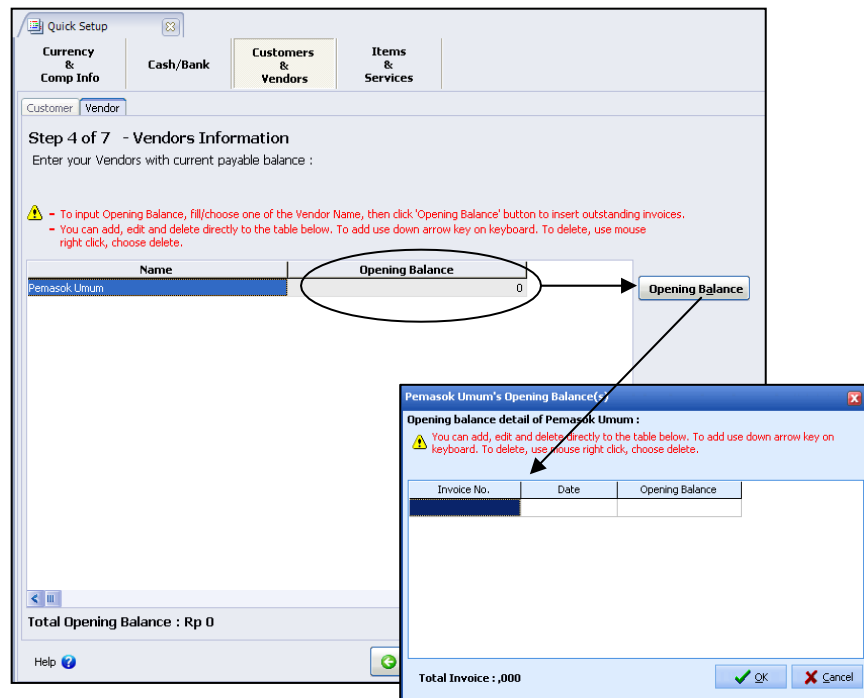 Quick Setup
Currency
&
Comp Info
Cash/Bank
Customers
&
Vendors
Items
&
Services
Customer Vendor
Step 4 of 7 - Vendors Information
Enter your Vendors with current payable balance :
- To input Opening Balance, fill/choose one of the Vendor Name, then click 'Opening Balance' button to insert outstanding invoices.
- You can add, edit and delete directly to the table below. To add use down arrow key on keyboard. To delete, use mouse
right click, choose delete.
Name Opening Balance
Pemasok Umum 0
Opening Balance
Pemasok Umum's Opening Balance(s)
Opening balance detail of Pemasok Umum :
You can add, edit and delete directly to the table below. To add use down arrow key on
keyboard. To delete, use mouse right click, choose delete.
Invoice No. Date Opening Balance
Total Opening Balance : Rp 0
Help
Total Invoice : ,000
OK Cancel